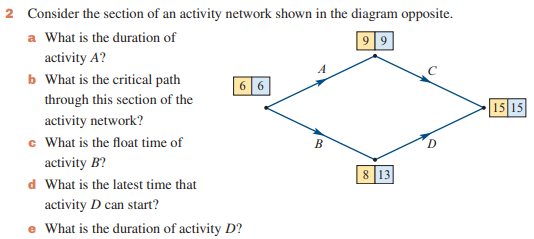 2 Consider the section of an activity network shown in the diagram opposite.
a What is the duration of
activity A?
b What is the critical path
through this section of the
activity network?
c What is the float time of
activity B?
d What is the latest time that
activity D can start?
e What is the duration of activity D?
9 9
A
C
6 6
15 15
B
D
8 13